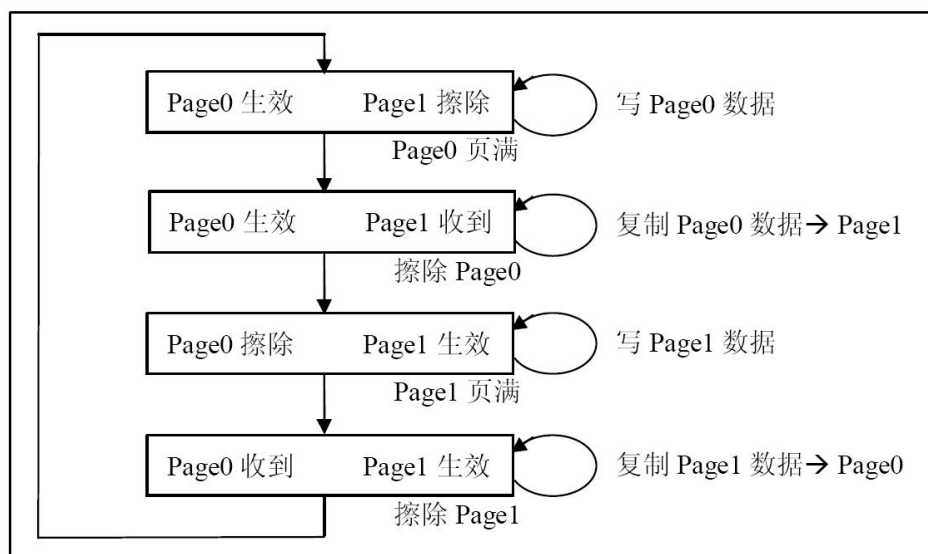 Page0 生效 Page1 擦除 写 Page0 数据
Page0 页满
Page0 生效 Page1 收到 复制 Page0 数据→ Page1
擦除 Page0
Page0 擦除 Page1 生效 写 Page1 数据
Page1 页满
Page0 收到 Page1 生效 复制 Page1 数据→ Page0
擦除 Page1